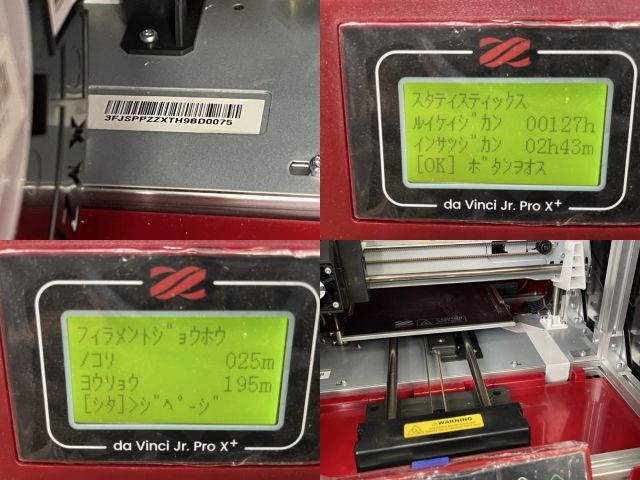 3FJSPPZZXTH9BD0075
スタティスティックス
ルイケイジカン 00127h
インサツジカン 02h43m
[OK] ボタンヲオス
da Vinci Jr. Pro X+
フィラメントジョウホウ
ノコリ 025m
ヨウリョウ 195m
[シタ]>ジページ
da Vinci Jr. Pro X+
WARNING